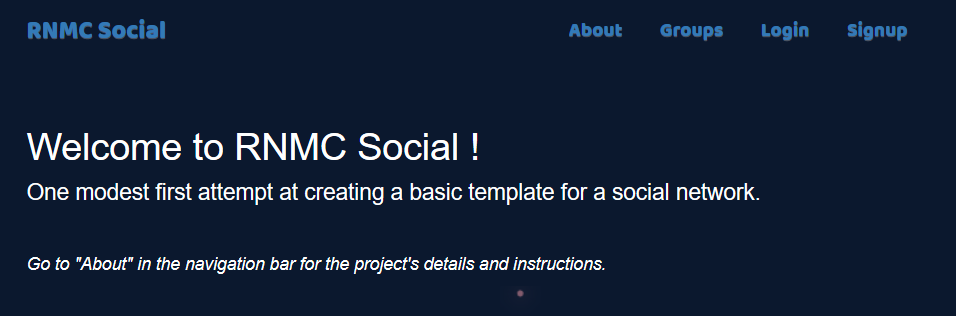 RNMC Social
About Groups Login Signup
Welcome to RNMC Social !
One modest first attempt at creating a basic template for a social network.
Go to "About" in the navigation bar for the project's details and instructions.